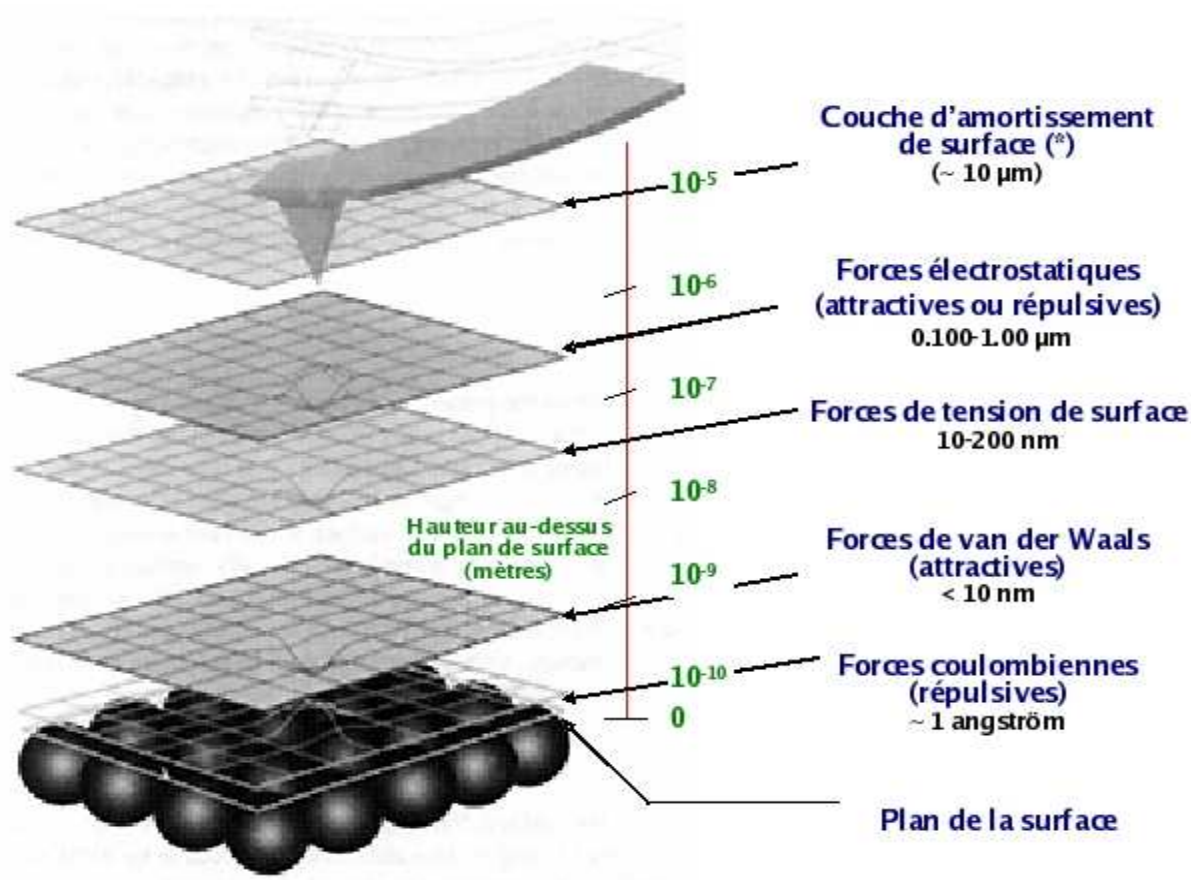 Couche d'amortissement
de surface (*)
(~ 10 µm)
10-5
Forces électrostatiques
(attractives ou répulsives)
0.100-1.00 µm
10-6
10-7
Forces de tension de surface
10-200 nm
10-8
Hauteur au-dessus
du plan de surface
(mètres)
Forces de van der Waals
(attractives)
< 10 nm
10-9
Forces coulombiennes
(répulsives)
~ 1 angström
10-10
0
Plan de la surface